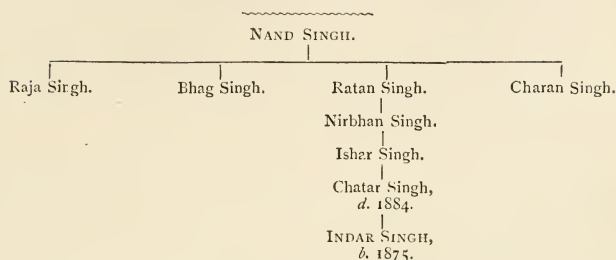 NAND SINGH.
Raja Singh. Bhag Singh. Ratan Singh. Charan Singh.
Nirbhan Singh.
Ishar Singh.
Chatar Singh,
d. 1884.
INDAR SINGH,
b. 1875.